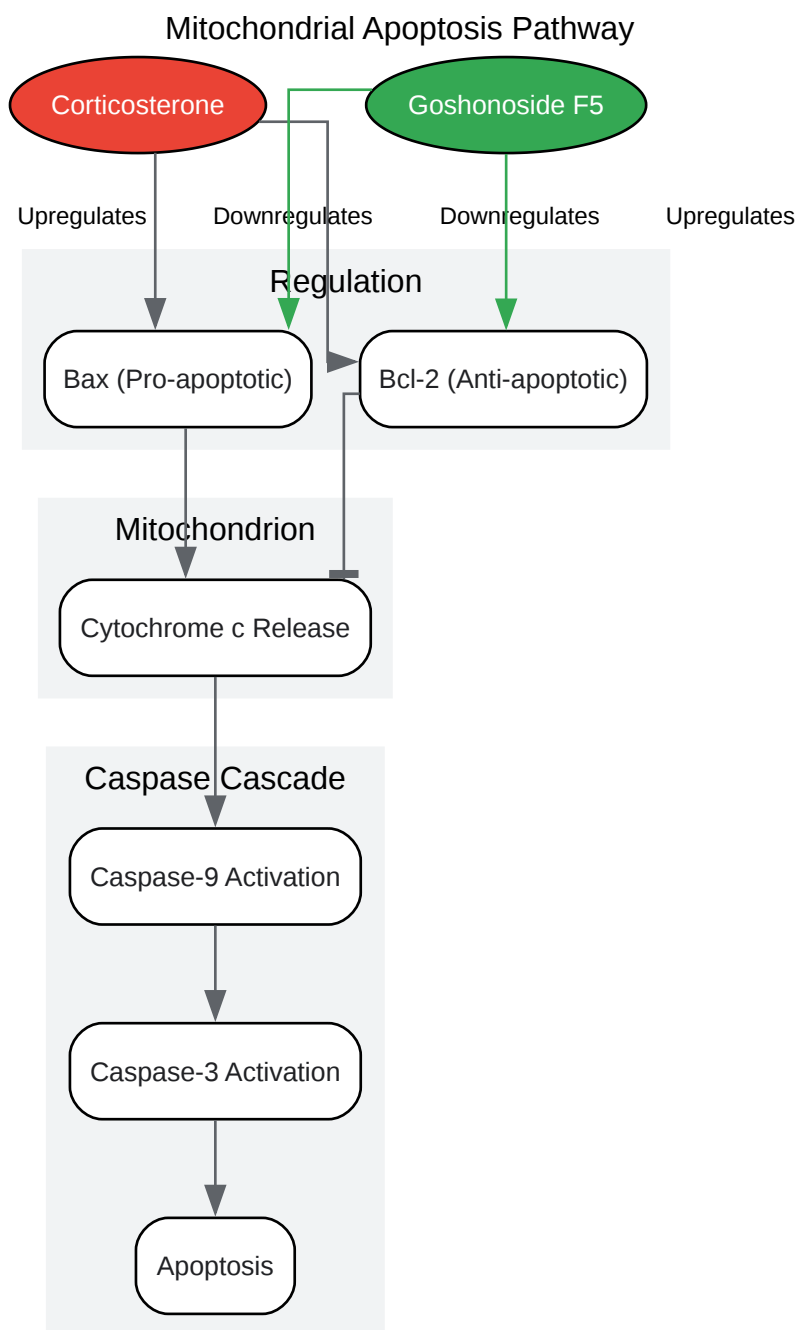 Mitochondrial Apoptosis Pathway
Corticosterone
Goshonoside F5
Upregulates
Downregulates
Downregulates
Upregulates
Regulation
Bax (Pro-apoptotic)
Bcl-2 (Anti-apoptotic)
Mitochondrion
Cytochrome c Release
Caspase Cascade
Caspase-9 Activation
Caspase-3 Activation
Apoptosis